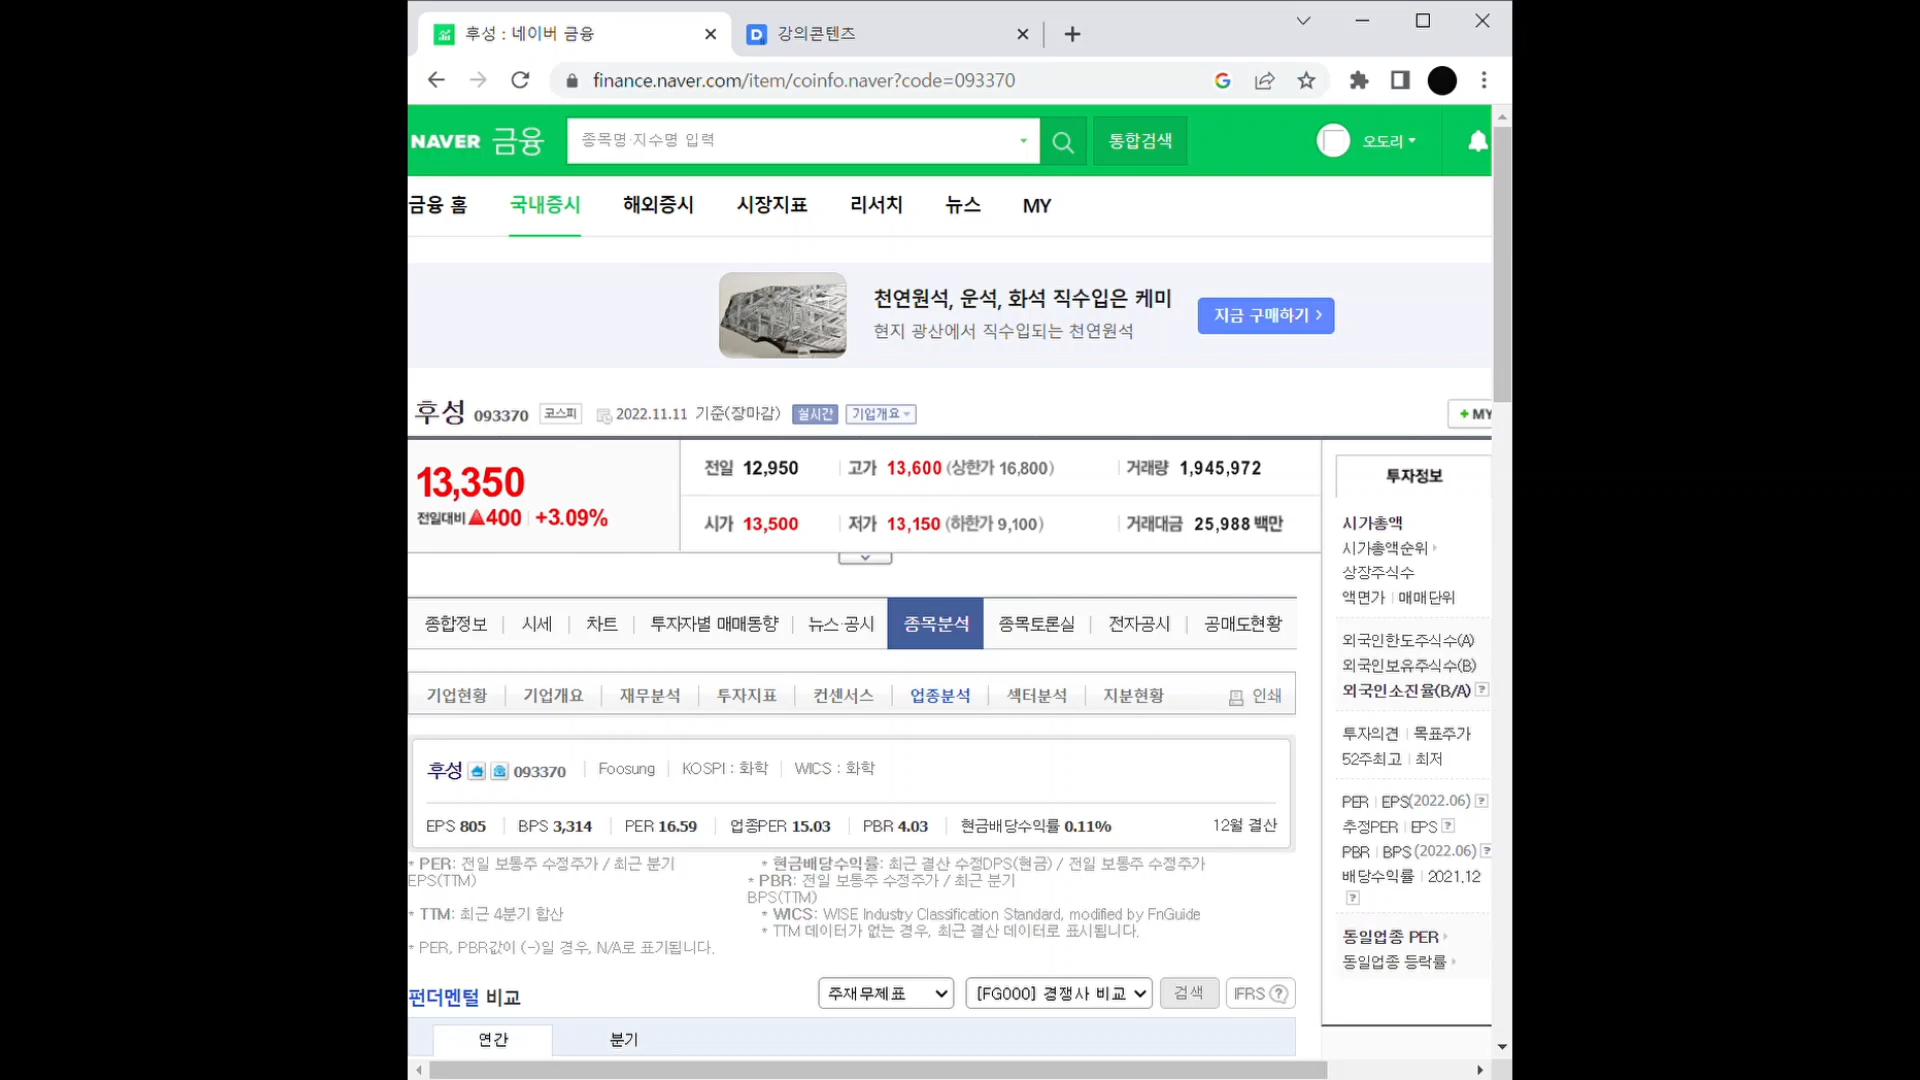 후성 : 네이버 금융
강의콘텐츠
finance.naver.com/item/coinfo.naver?code=093370
NAVER 금융
종목명·지수명 입력
통합검색
오도리
금융 홈 국내증시 해외증시 시장지표 리서치 뉴스 MY
천연원석, 운석, 화석 직수입은 케미
현지 광산에서 직수입되는 천연원석
지금 구매하기 >
후성 093370 코스피 2022.11.11 기준(장마감) 실시간 기업개요
+ MY
13,350
전일대비 ▲400 +3.09%
전일 12,950 고가 13,600 (상한가 16,800) 거래량 1,945,972
시가 13,500 저가 13,150 (하한가 9,100) 거래대금 25,988 백만
투자정보
시가총액
시가총액순위
상장주식수
액면가 | 매매단위
외국인한도주식수(A)
외국인보유주식수(B)
외국인소진율(B/A) ?
투자의견 | 목표주가
52주최고 | 최저
PER | EPS(2022.06) ?
추정PER | EPS ?
PBR | BPS (2022.06) ?
배당수익률 | 2021.12
?
동일업종 PER
동일업종 등락률
종합정보 시세 차트 투자자별 매매동향 뉴스·공시 종목분석 종목토론실 전자공시 공매도현황
기업현황 기업개요 재무분석 투자지표 컨센서스 업종분석 섹터분석 지분현황 인쇄
후성 093370 Foosung KOSPI : 화학 WICS : 화학
EPS 805 BPS 3,314 PER 16.59 업종PER 15.03 PBR 4.03 현금배당수익률 0.11% 12월 결산
* PER: 전일 보통주 수정주가 / 최근 분기
EPS(TTM)
* 현금배당수익률: 최근 결산 수정DPS(현금) / 전일 보통주 수정주가
* PBR: 전일 보통주 수정주가 / 최근 분기
BPS(TTM)
* TTM: 최근 4분기 합산
* WICS: WISE Industry Classification Standard, modified by FnGuide
* TTM 데이터가 없는 경우, 최근 결산 데이터로 표시됩니다.
* PER, PBR값이 (-)일 경우, N/A로 표기됩니다.
펀더멘털 비교
주재무제표 [FG000] 경쟁사 비교 검색 IFRS ?
연간 분기